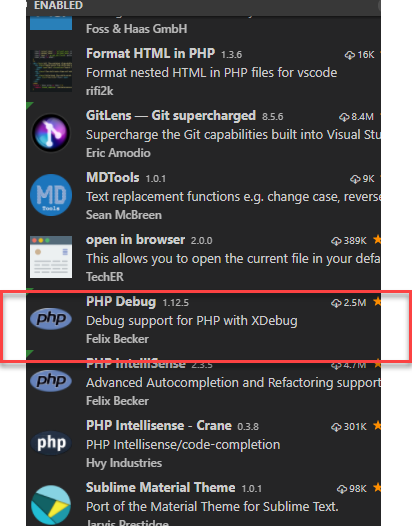 ENABLED
Foss & Haas GmbH
Format HTML in PHP 1.3.6 16K
Format nested HTML in PHP files for vscode
rifi2k
GitLens — Git supercharged 8.5.6 8.4M
Supercharge the Git capabilities built into Visual Stu
Eric Amodio
MD
Tools
MDTools 1.0.1 9K
Text replacement functions e.g. change case, reverse
Sean McBreen
open in browser 2.0.0 389K
This allows you to open the current file in your defa
TechER
php
PHP Debug 1.12.5 2.5M
Debug support for PHP with XDebug
Felix Becker
php
PHP IntelliSense 2.3.5 4.7M
Advanced Autocompletion and Refactoring support
Felix Becker
php
PHP Intellisense - Crane 0.3.8 301K
PHP Intellisense/code-completion
Hvy Industries
Sublime Material Theme 1.0.1 98K
Port of the Material Theme for Sublime Text.
Jarvis Prestidge